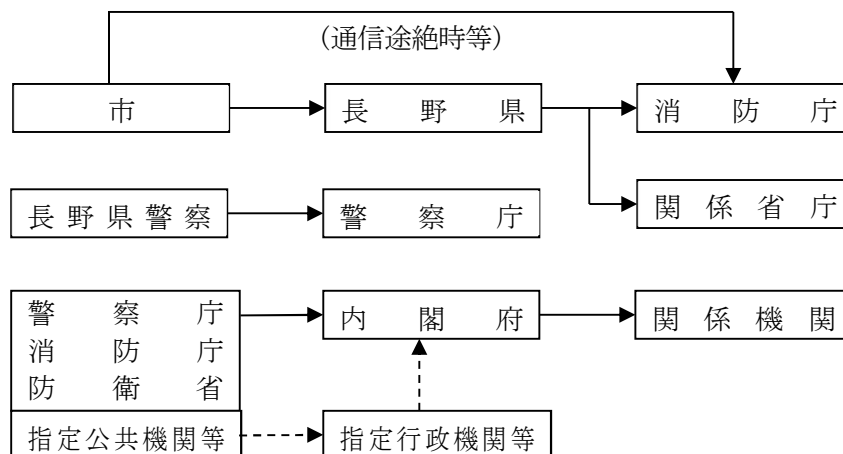 (通信途絶時等)
市
長野県
消防庁
関係省庁
長野県警察
警察庁
警察庁
消防庁
防衛省
内閣府
関係機関
指定公共機関等
指定行政機関等